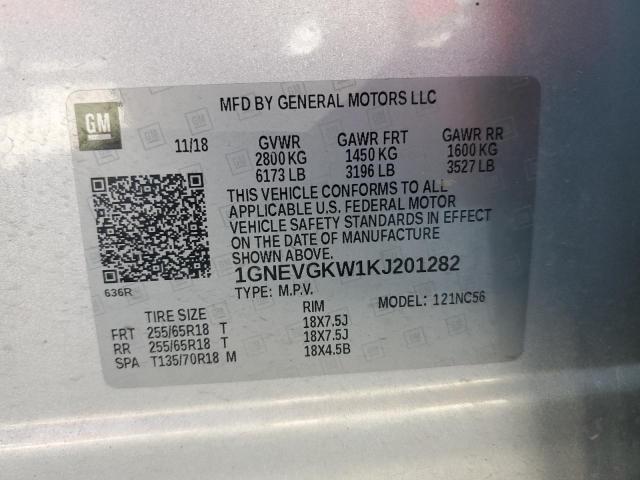 GM
MFD BY GENERAL MOTORS LLC
11/18 GVWR GAWR FRT GAWR RR
2800 KG 1450 KG 1600 KG
6173 LB 3196 LB 3527 LB
THIS VEHICLE CONFORMS TO ALL
APPLICABLE U.S. FEDERAL MOTOR
VEHICLE SAFETY STANDARDS IN EFFECT
ON THE DATE OF MANUFACTURE
SHOWN ABOVE.
1GNEVGKW1KJ201282
636R TYPE: M.P.V. MODEL: 121NC56
TIRE SIZE RIM
FRT 255/65R18 T 18X7.5J
RR 255/65R18 T 18X7.5J
SPA T135/70R18 M 18X4.5B